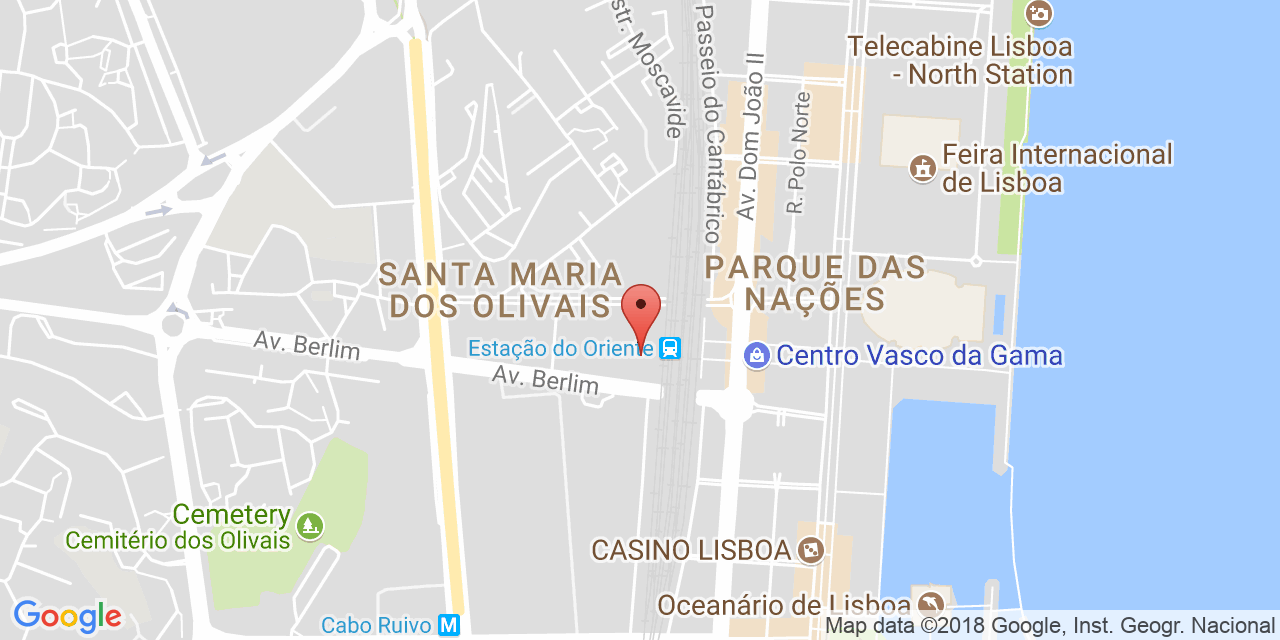 str. Moscavide
Passeio do Cantábrico
Av. Dom João II
R. Polo Norte
Telecabine Lisboa
- North Station
Feira Internacional
de Lisboa
SANTA MARIA
DOS OLIVAIS
PARQUE DAS
NAÇÕES
Av. Berlim
Estação do Oriente
Centro Vasco da Gama
Av. Berlim
Cemetery
Cemitério dos Olivais
CASINO LISBOA
Oceanário de Lisboa
Google
Cabo Ruivo M
Map data ©2018 Google, Inst. Geogr. Nacional